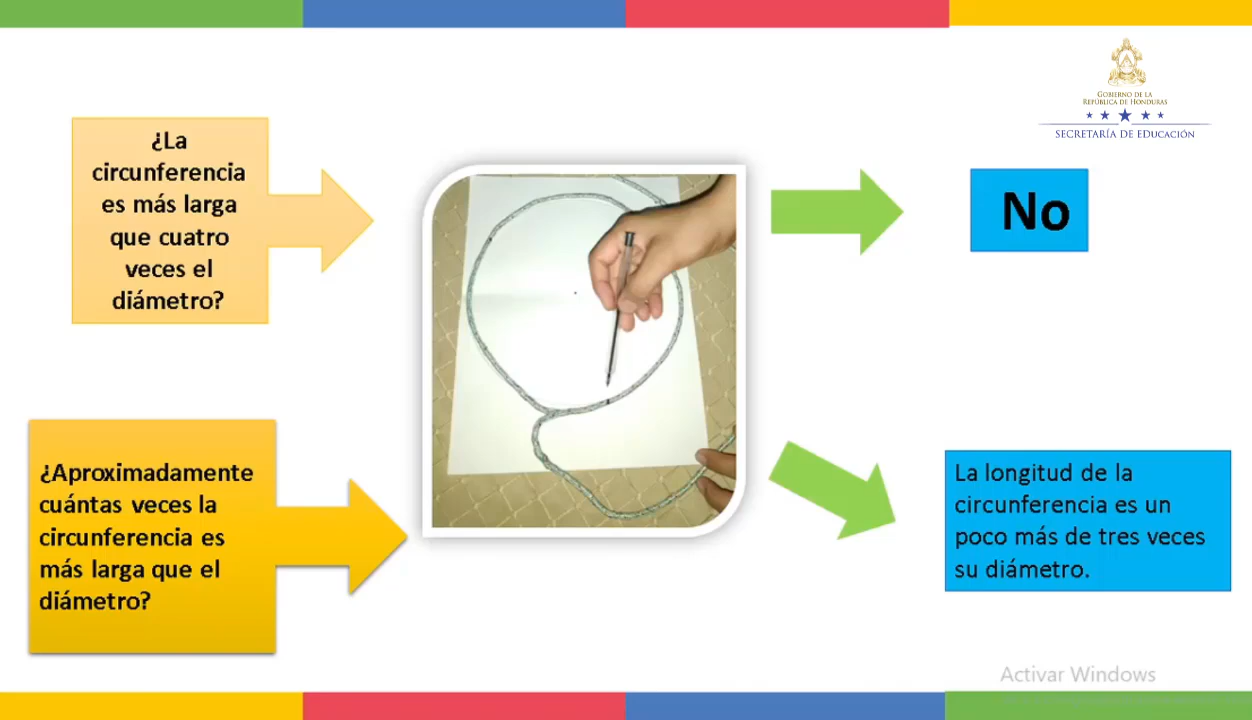 GOBIERNO DE LA
REPÚBLICA DE HONDURAS
SECRETARÍA DE EDUCACIÓN
¿La
circunferencia
es más larga
que cuatro
veces el
diámetro?
No
¿Aproximadamente
cuántas veces la
circunferencia es
más larga que el
diámetro?
La longitud de la
circunferencia es un
poco más de tres veces
su diámetro.
Activar Windows